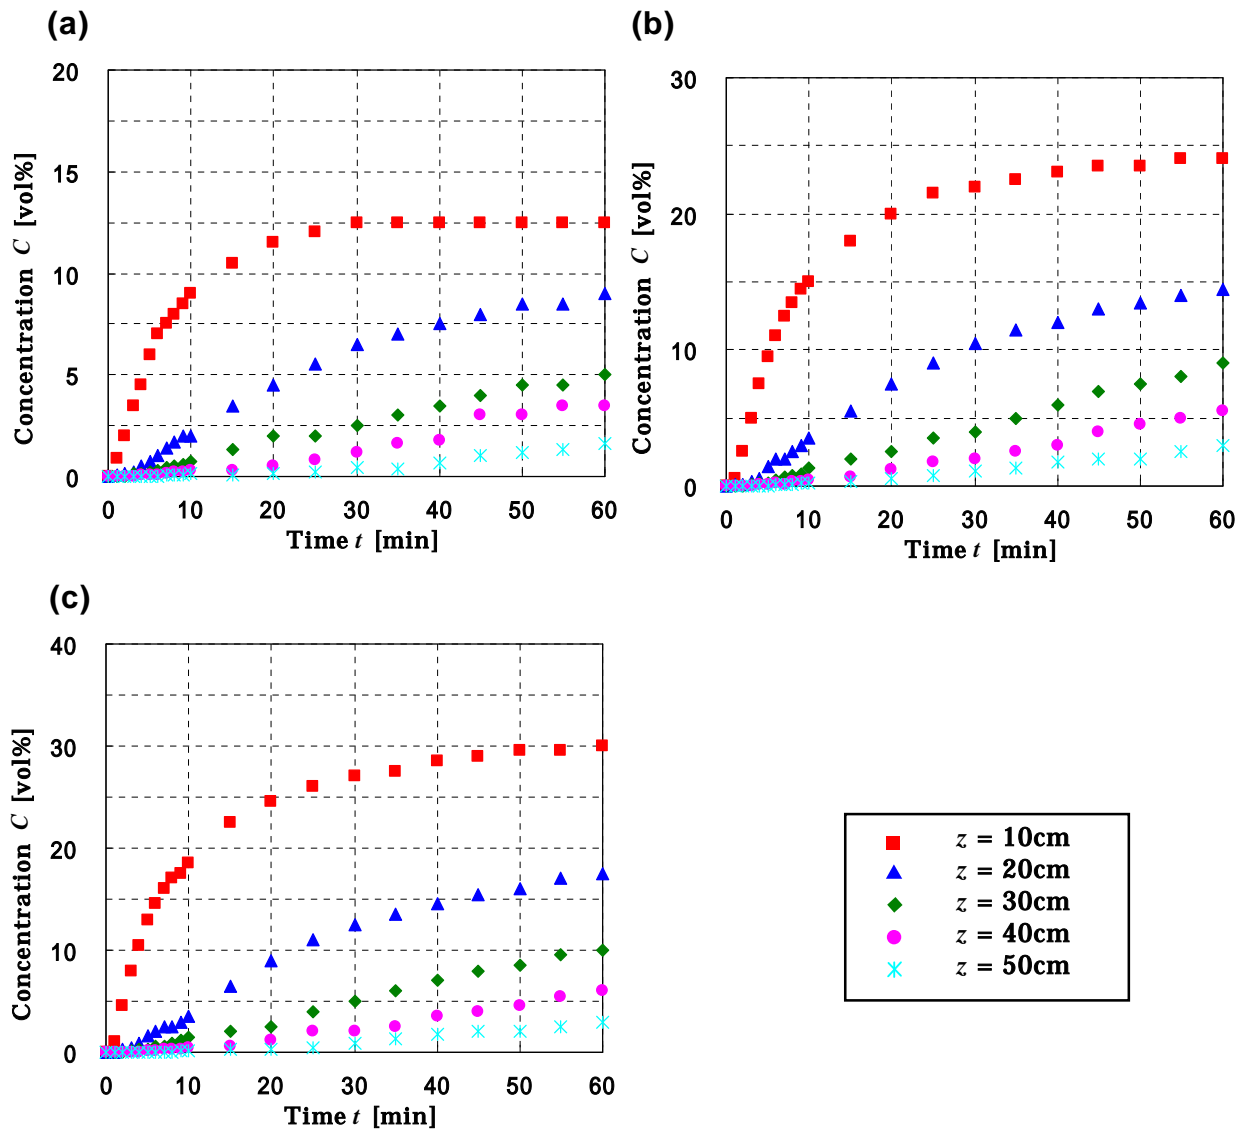 (a)
20
15
10
5
0
Concentration C [vol%]
0 10 20 30 40 50 60
Time t [min]
(b)
30
20
10
0
Concentration C [vol%]
0 10 20 30 40 50 60
Time t [min]
(c)
40
30
20
10
0
Concentration C [vol%]
0 10 20 30 40 50 60
Time t [min]
z = 10cm
z = 20cm
z = 30cm
z = 40cm
z = 50cm